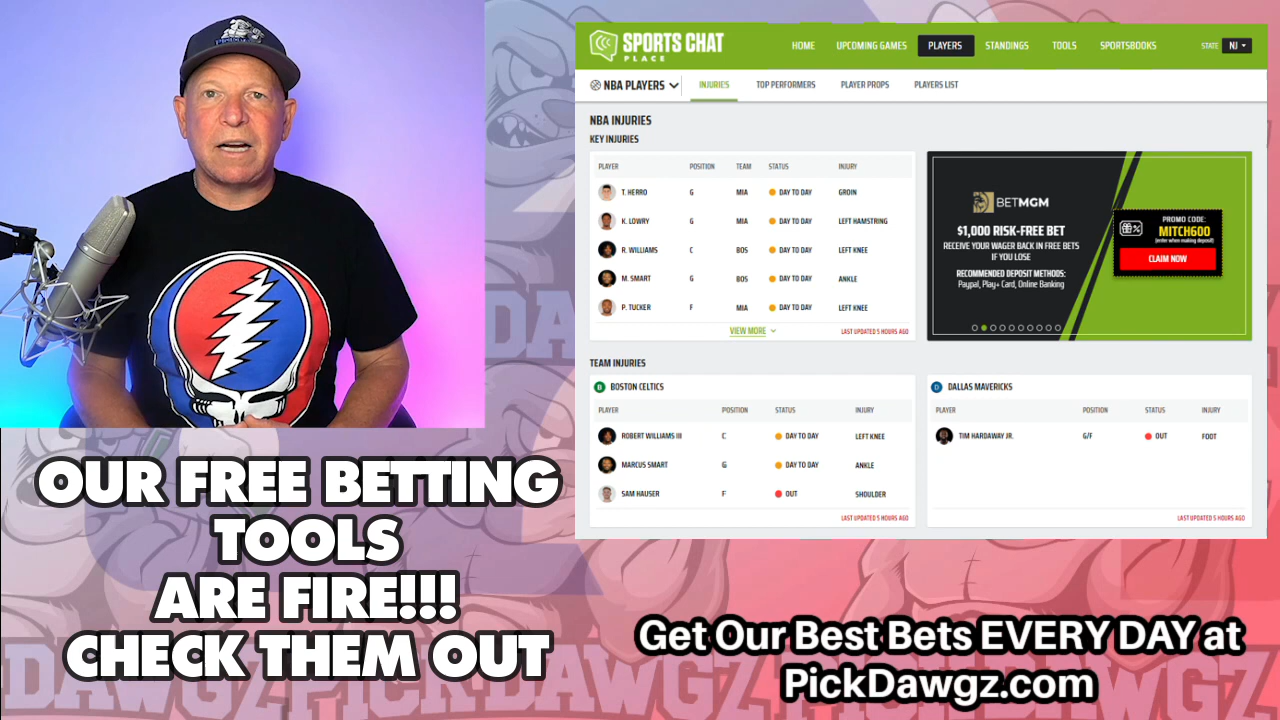 SPORTS CHAT
PLACE
HOME UPCOMING GAMES PLAYERS STANDINGS TOOLS SPORTSBOOKS STATE NJ
NBA PLAYERS INJURIES TOP PERFORMERS PLAYER PROPS PLAYERS LIST
NBA INJURIES
KEY INJURIES
PLAYER POSITION TEAM STATUS INJURY
T. HERRO G MIA DAY TO DAY GROIN
K. LOWRY G MIA DAY TO DAY LEFT HAMSTRING
R. WILLIAMS C BOS DAY TO DAY LEFT KNEE
M. SMART G BOS DAY TO DAY ANKLE
P. TUCKER F MIA DAY TO DAY LEFT KNEE
VIEW MORE LAST UPDATED 5 HOURS AGO
BETMGM
$1,000 RISK-FREE BET
RECEIVE YOUR WAGER BACK IN FREE BETS
IF YOU LOSE
RECOMMENDED DEPOSIT METHODS:
Paypal, Play+ Card, Online Banking
PROMO CODE:
MITCH600
(enter when making deposit)
CLAIM NOW
TEAM INJURIES
B BOSTON CELTICS
PLAYER POSITION STATUS INJURY
ROBERT WILLIAMS III C DAY TO DAY LEFT KNEE
MARCUS SMART G DAY TO DAY ANKLE
SAM HAUSER F OUT SHOULDER
LAST UPDATED 5 HOURS AGO
D DALLAS MAVERICKS
PLAYER POSITION STATUS INJURY
TIM HARDAWAY JR. G/F OUT FOOT
LAST UPDATED 5 HOURS AGO
OUR FREE BETTING
TOOLS
ARE FIRE!!!
CHECK THEM OUT
Get Our Best Bets EVERY DAY at
PickDawgz.com